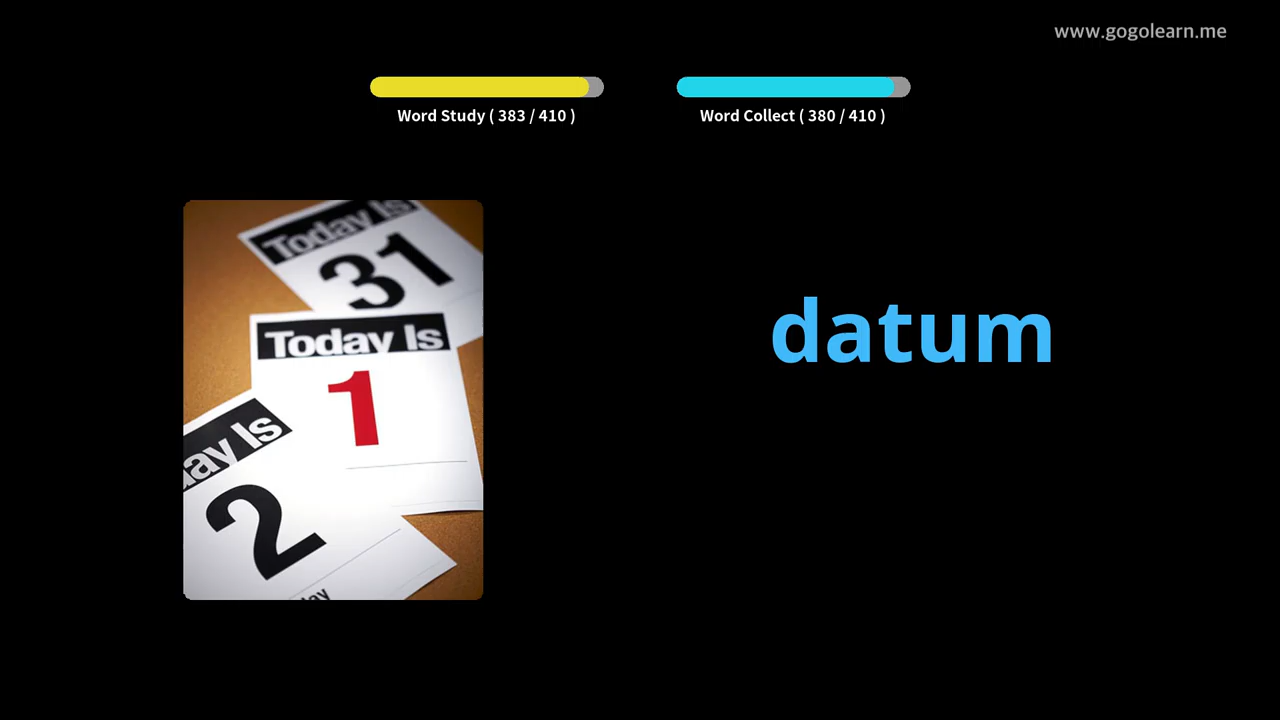 www.gogolearn.me
Word Study ( 383 / 410 )
Word Collect ( 380 / 410 )
Today Is
31
Today Is
1
day Is
2
datum